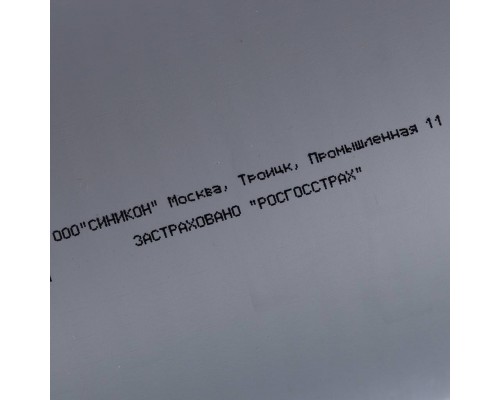 ООО"СИНИКОН" Москва, Троицк, Промышленная 11
ЗАСТРАХОВАНО "РОСГОССТРАХ"